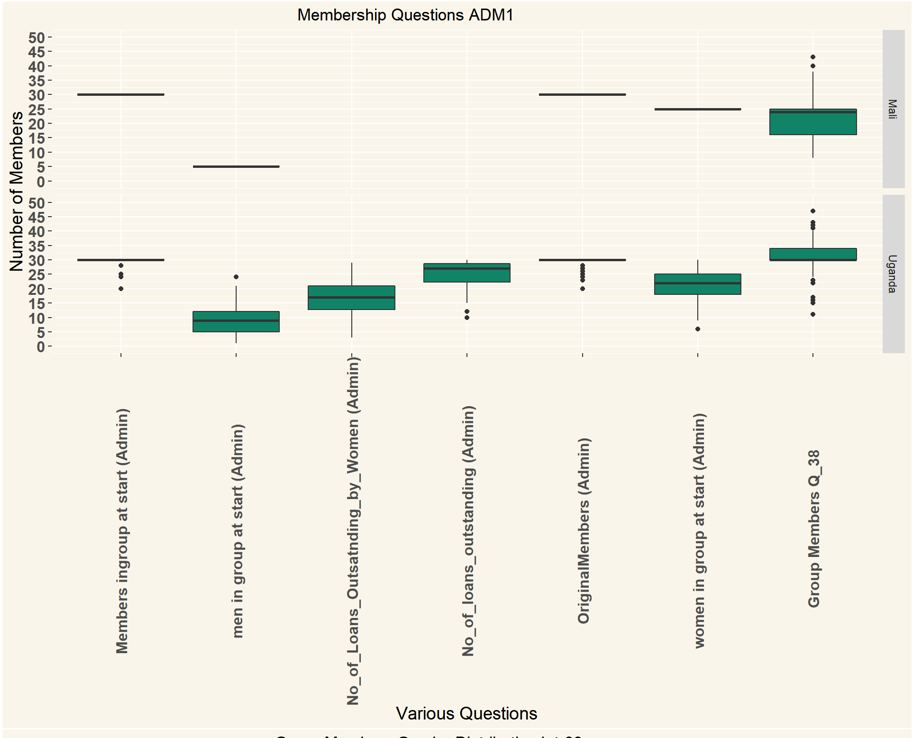 Membership Questions ADM1
Number of Members
50
45
40
35
30
25
20
15
10
5
0
Mali
50
45
40
35
30
25
20
15
10
5
0
Uganda
Members ingroup at start (Admin)
men in group at start (Admin)
No_of_Loans_Outsatnding_by_Women (Admin)
No_of_loans_outstanding (Admin)
OriginalMembers (Admin)
women in group at start (Admin)
Group Members Q_38
Various Questions